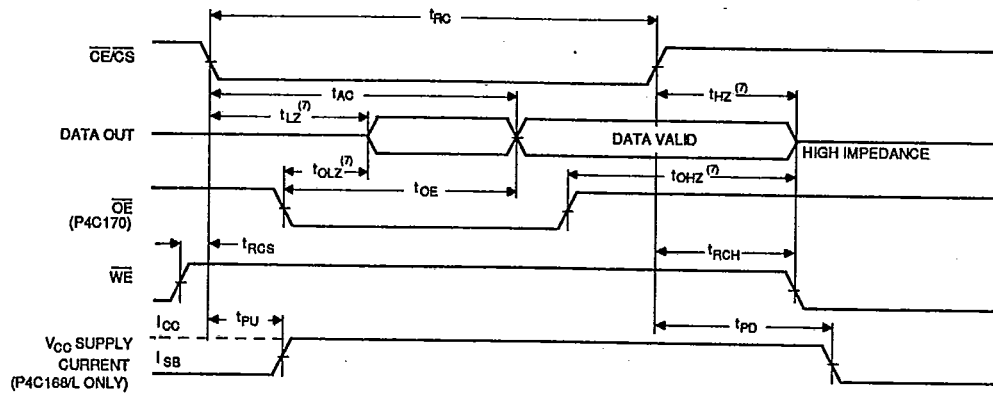 tRC
CE/CS
tAC
tHZ (7)
tLZ (7)
DATA OUT
DATA VALID
HIGH IMPEDANCE
tOLZ (7)
tOE
tOHZ (7)
OE
(P4C170)
tRCS
tRCH
WE
ICC
tPU
tPD
VCC SUPPLY
CURRENT
ISB
(P4C168/L ONLY)